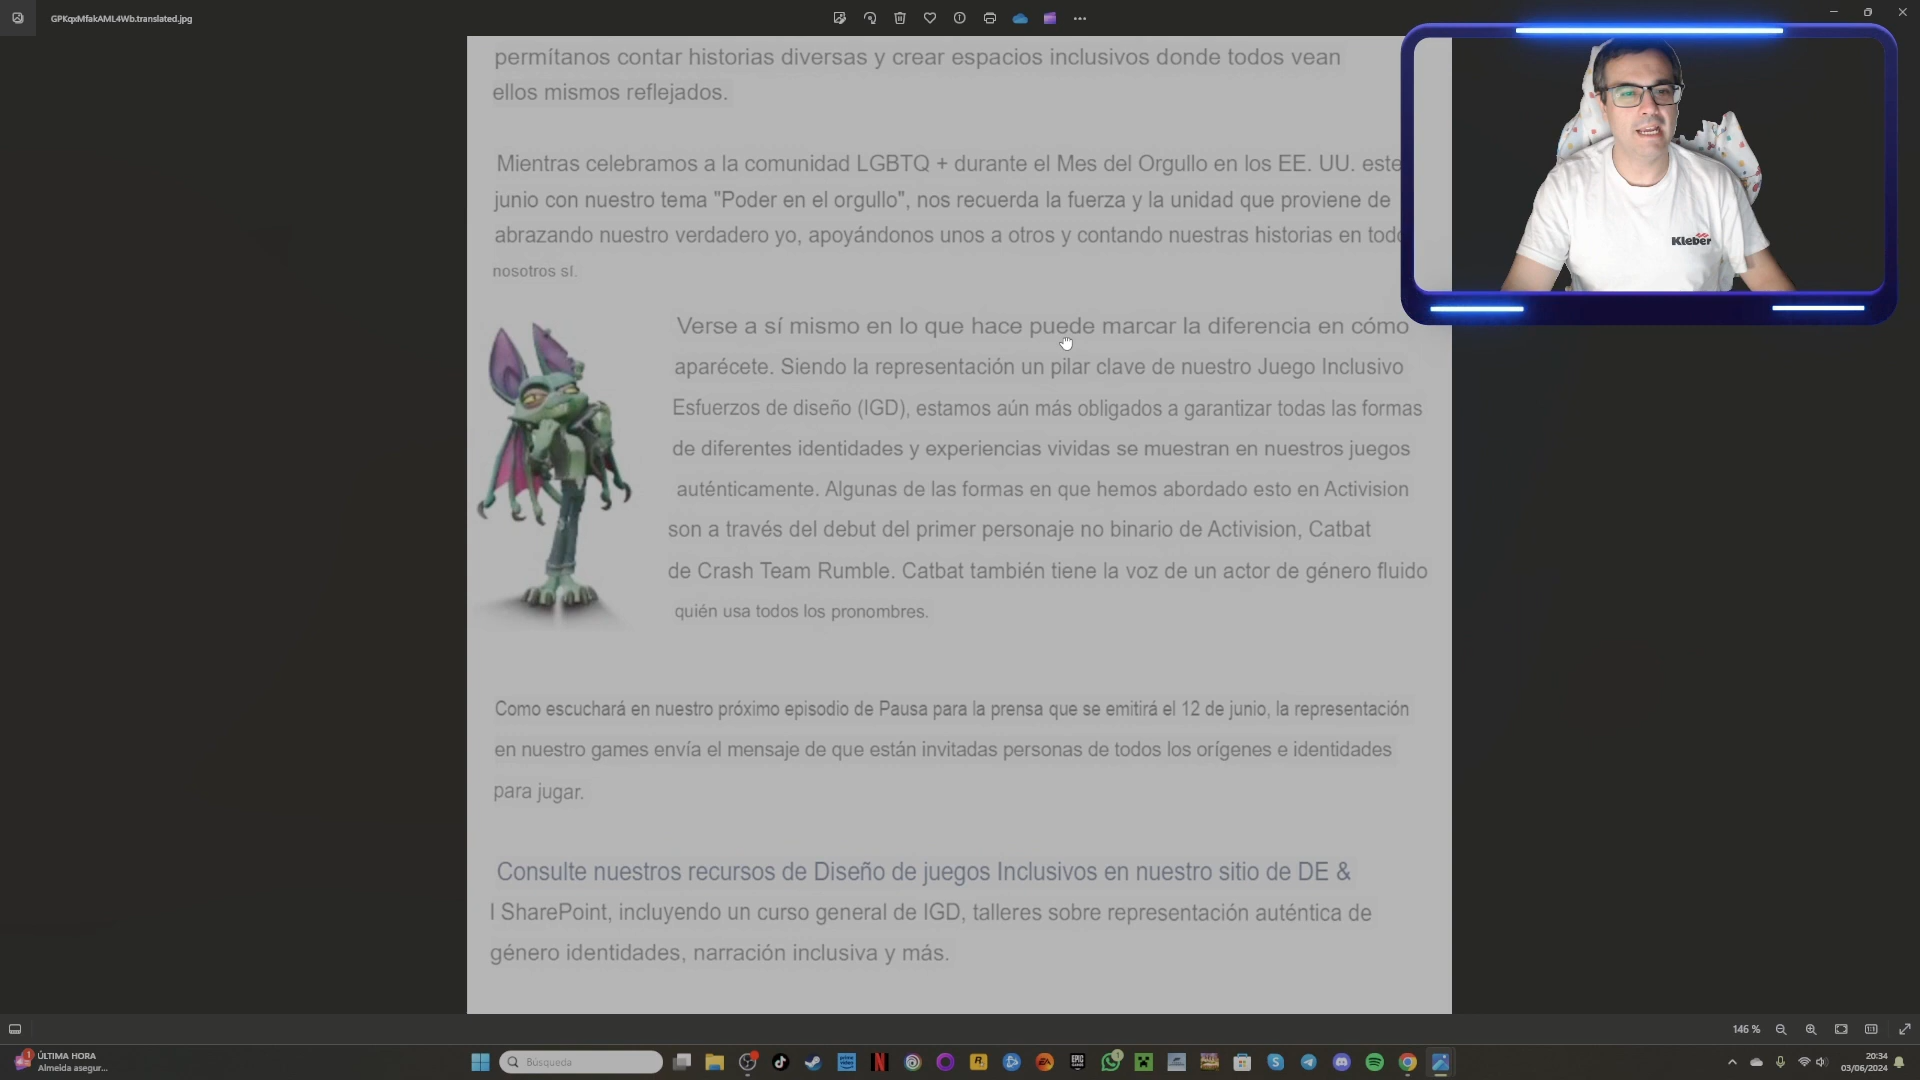 GPKqxMfakAML4Wb.translated.jpg
permítanos contar historias diversas y crear espacios inclusivos donde todos vean
ellos mismos reflejados.
Mientras celebramos a la comunidad LGBTQ + durante el Mes del Orgullo en los EE. UU. este
junio con nuestro tema "Poder en el orgullo", nos recuerda la fuerza y la unidad que proviene de
abrazando nuestro verdadero yo, apoyándonos unos a otros y contando nuestras historias en todo
nosotros sí.
Kleber
Verse a sí mismo en lo que hace puede marcar la diferencia en cómo
aparécete. Siendo la representación un pilar clave de nuestro Juego Inclusivo
Esfuerzos de diseño (IGD), estamos aún más obligados a garantizar todas las formas
de diferentes identidades y experiencias vividas se muestran en nuestros juegos
auténticamente. Algunas de las formas en que hemos abordado esto en Activision
son a través del debut del primer personaje no binario de Activision, Catbat
de Crash Team Rumble. Catbat también tiene la voz de un actor de género fluido
quién usa todos los pronombres.
Como escuchará en nuestro próximo episodio de Pausa para la prensa que se emitirá el 12 de junio, la representación
en nuestro games envía el mensaje de que están invitadas personas de todos los orígenes e identidades
para jugar.
Consulte nuestros recursos de Diseño de juegos Inclusivos en nuestro sitio de DE &
I SharePoint, incluyendo un curso general de IGD, talleres sobre representación auténtica de
género identidades, narración inclusiva y más.
146 %
1
ÚLTIMA HORA
Almeida asegur...
Búsqueda
prime video
N
R
EA
EPIC GAMES
1
20:34
03/06/2024